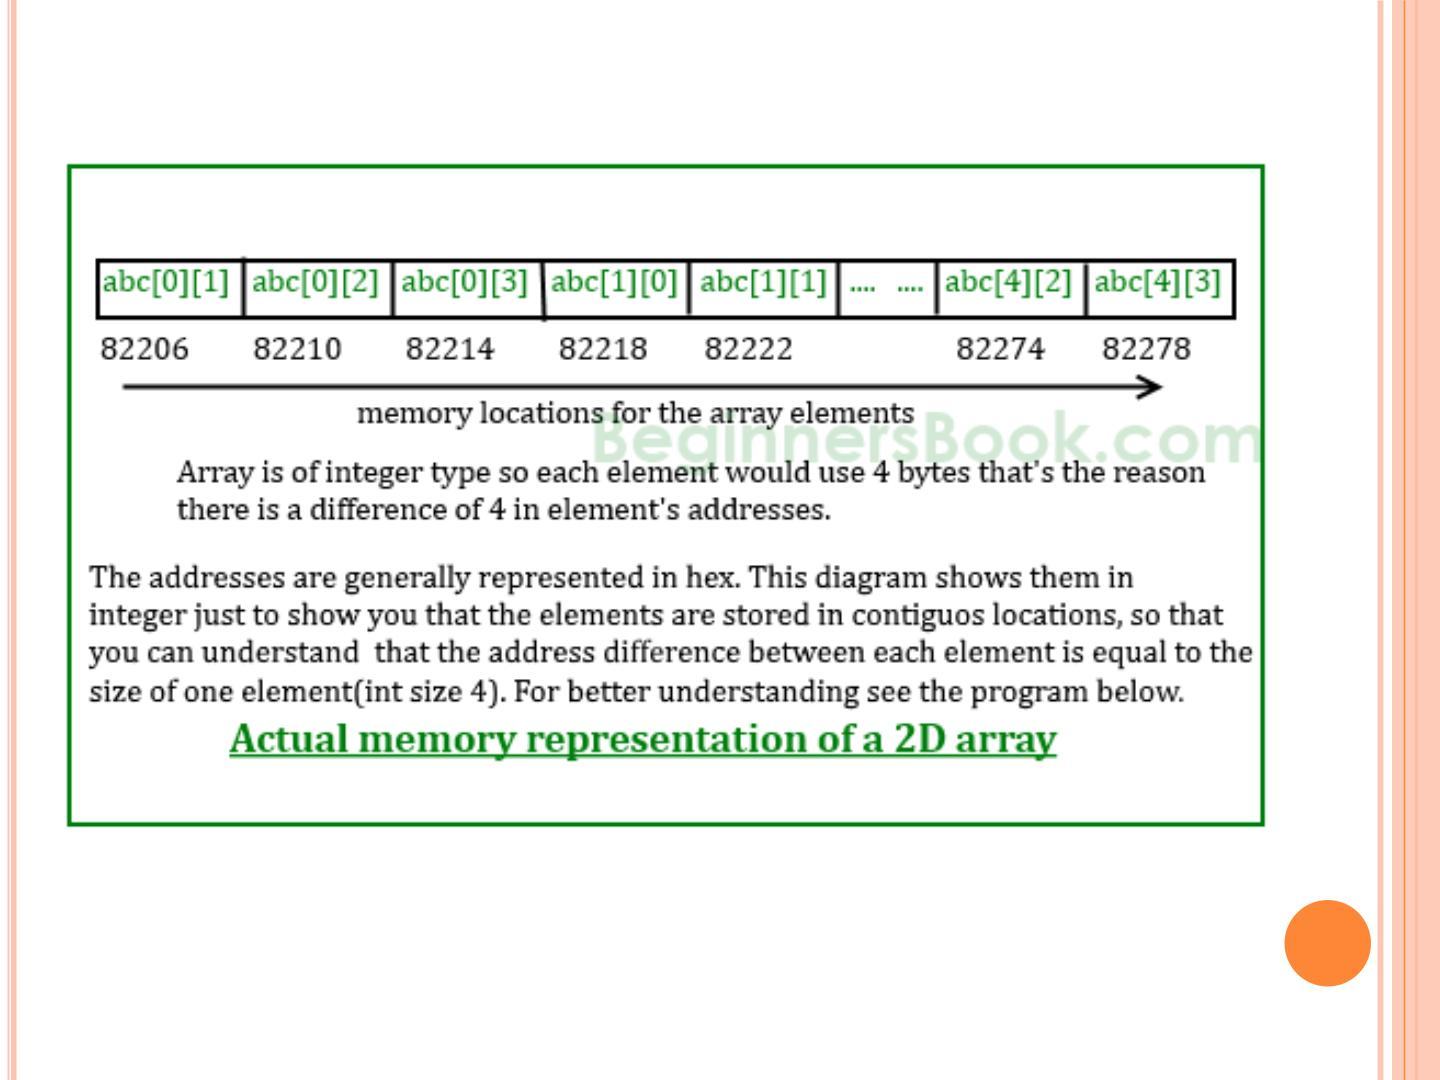 abc[0][1] abc[0][2] abc[0][3] abc[1][0] abc[1][1] .... .... abc[4][2] abc[4][3]
82206 82210 82214 82218 82222 82274 82278
memory locations for the array elements
BeginnersBook.com
Array is of integer type so each element would use 4 bytes that's the reason
there is a difference of 4 in element's addresses.
The addresses are generally represented in hex. This diagram shows them in
integer just to show you that the elements are stored in contiguos locations, so that
you can understand  that the address difference between each element is equal to the
size of one element(int size 4). For better understanding see the program below.
Actual memory representation of a 2D array